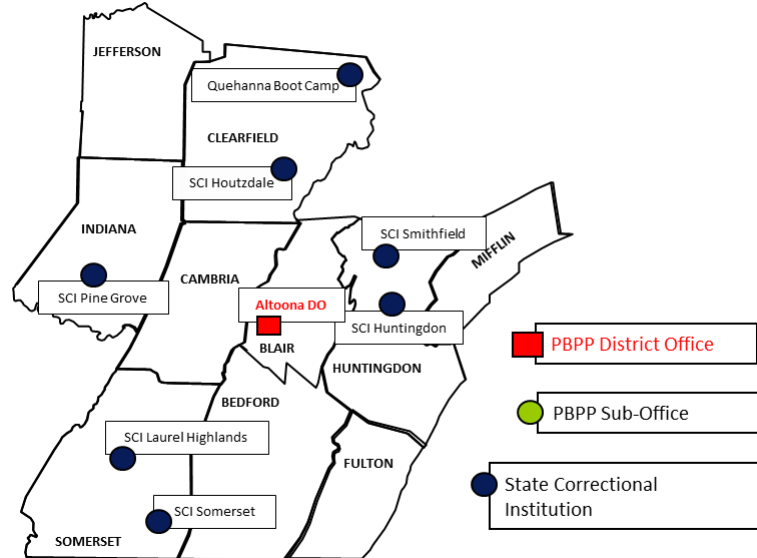 JEFFERSON
Quehanna Boot Camp
CLEARFIELD
SCI Houtzdale
INDIANA
SCI Smithfield
MIFFLIN
CAMBRIA
SCI Pine Grove
Altoona DO
SCI Huntingdon
BLAIR
HUNTINGDON
BEDFORD
SCI Laurel Highlands
FULTON
SCI Somerset
SOMERSET
PBPP District Office
PBPP Sub-Office
State Correctional
Institution